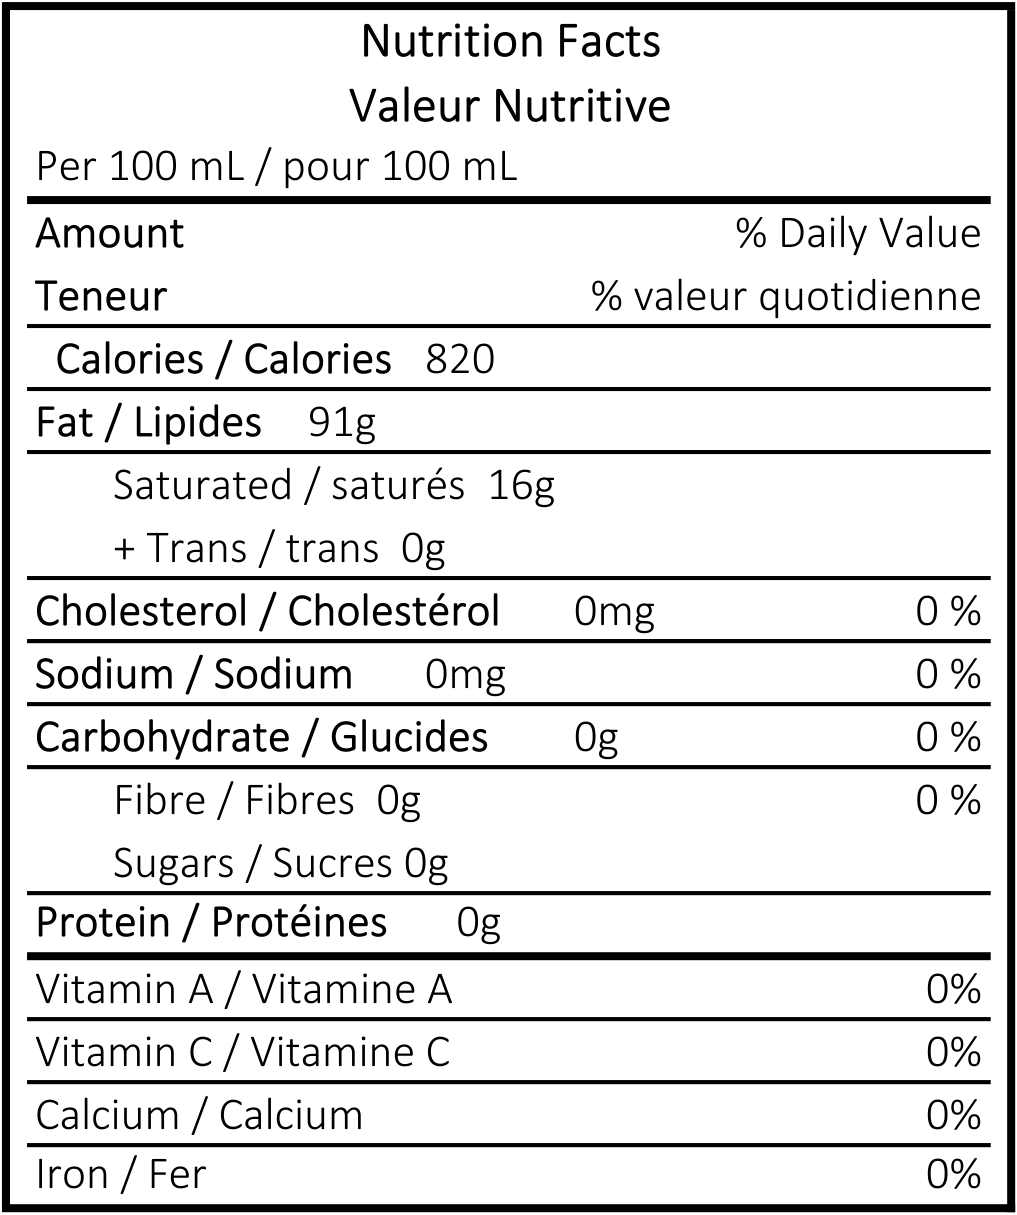 Nutrition Facts
Valeur Nutritive
Per 100 mL / pour 100 mL
Amount % Daily Value
Teneur % valeur quotidienne
Calories / Calories 820
Fat / Lipides 91g
Saturated / saturés 16g
+ Trans / trans 0g
Cholesterol / Cholestérol 0mg 0 %
Sodium / Sodium 0mg 0 %
Carbohydrate / Glucides 0g 0 %
Fibre / Fibres 0g 0 %
Sugars / Sucres 0g
Protein / Protéines 0g
Vitamin A / Vitamine A 0%
Vitamin C / Vitamine C 0%
Calcium / Calcium 0%
Iron / Fer 0%